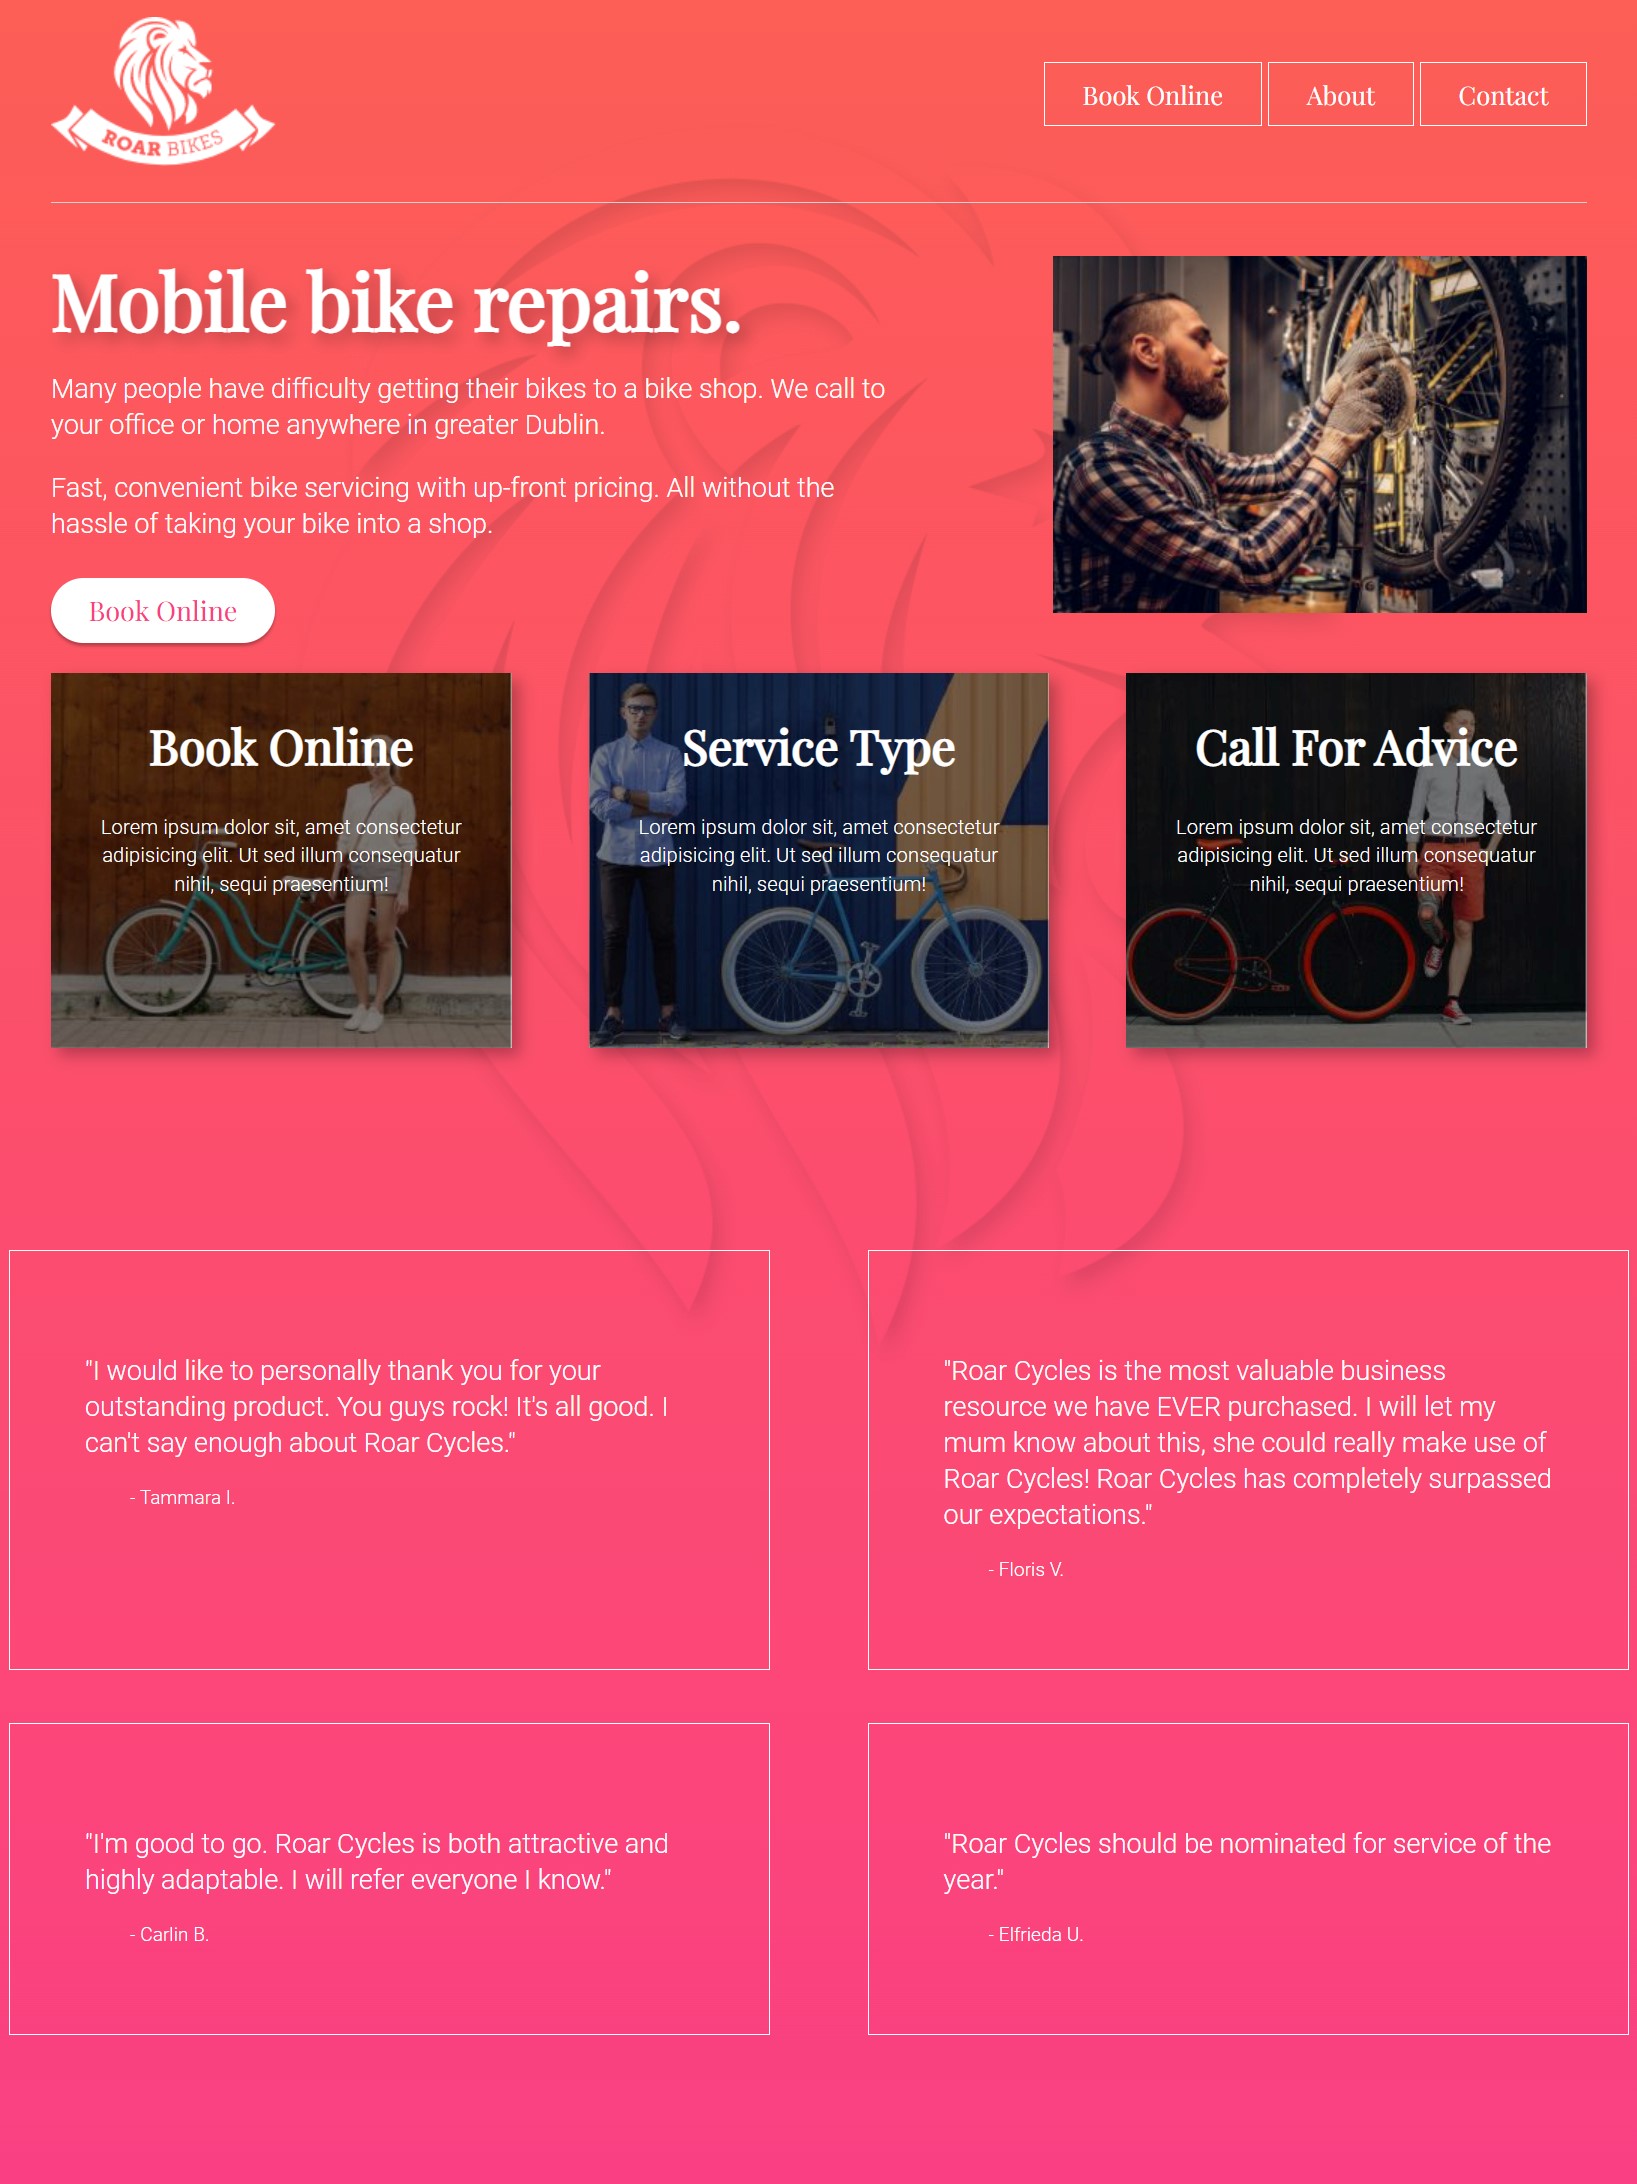 ROAR BIKES
Book Online
About
Contact
Mobile bike repairs.
Many people have difficulty getting their bikes to a bike shop. We call to
your office or home anywhere in greater Dublin.
Fast, convenient bike servicing with up-front pricing. All without the
hassle of taking your bike into a shop.
Book Online
Book Online
Lorem ipsum dolor sit, amet consectetur
adipisicing elit. Ut sed illum consequatur
nihil, sequi praesentium!
Service Type
Lorem ipsum dolor sit, amet consectetur
adipisicing elit. Ut sed illum consequatur
nihil, sequi praesentium!
Call For Advice
Lorem ipsum dolor sit, amet consectetur
adipisicing elit. Ut sed illum consequatur
nihil, sequi praesentium!
"I would like to personally thank you for your
outstanding product. You guys rock! It's all good. I
can't say enough about Roar Cycles."
- Tammara I.
"Roar Cycles is the most valuable business
resource we have EVER purchased. I will let my
mum know about this, she could really make use of
Roar Cycles! Roar Cycles has completely surpassed
our expectations."
- Floris V.
"I'm good to go. Roar Cycles is both attractive and
highly adaptable. I will refer everyone I know."
- Carlin B.
"Roar Cycles should be nominated for service of the
year."
- Elfrieda U.